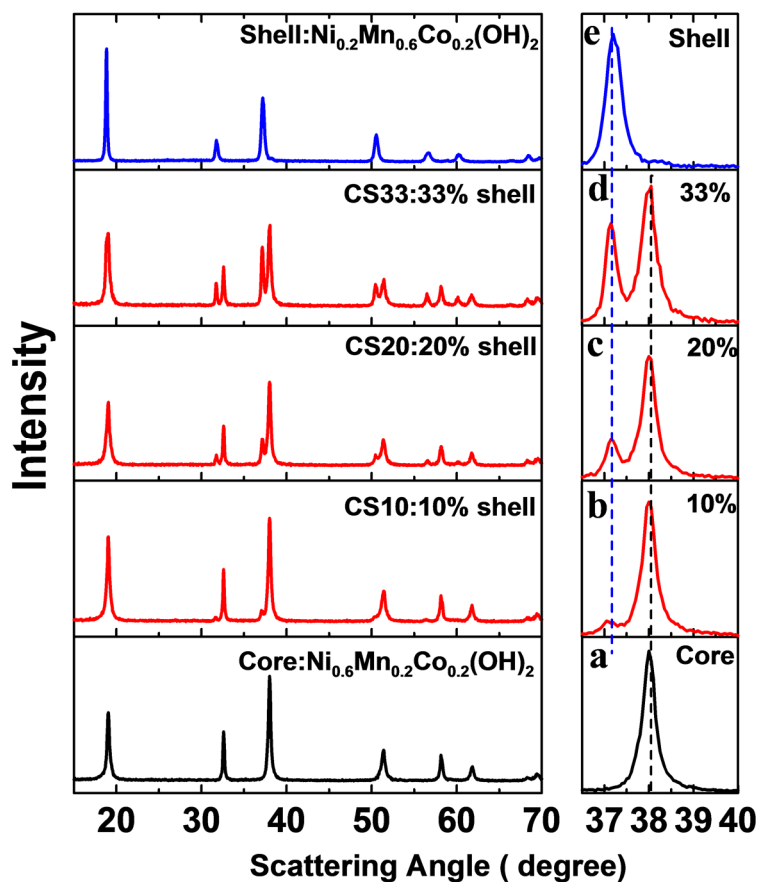 Shell:Ni0.2Mn0.6Co0.2(OH)2
e
Shell
CS33:33% shell
d
33%
CS20:20% shell
c
20%
CS10:10% shell
b
10%
Core:Ni0.6Mn0.2Co0.2(OH)2
a
Core
Intensity
20 30 40 50 60 70
37 38 39 40
Scattering Angle ( degree)